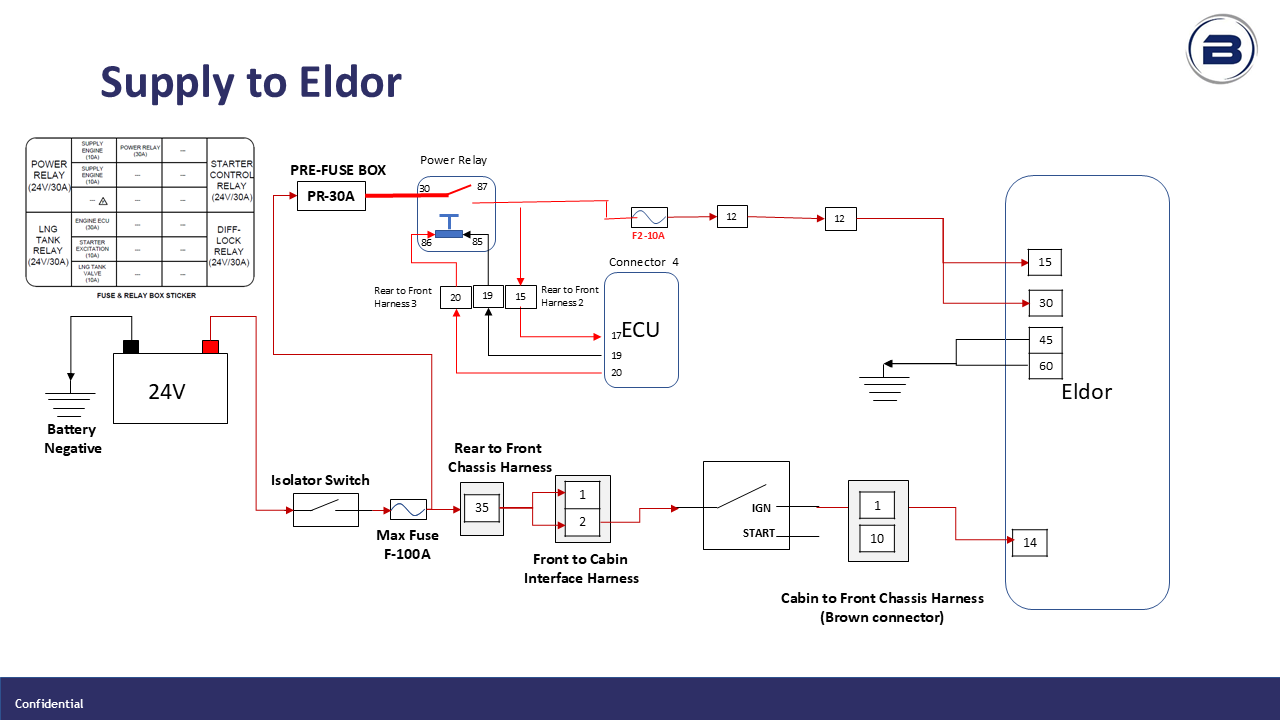 Supply to Eldor
B
POWER
RELAY
(24V/30A)
SUPPLY
ENGINE
(10A)
POWER RELAY
(30A)
---
SUPPLY
ENGINE
(10A)
---
---
---
---
---
STARTER
CONTROL
RELAY
(24V/30A)
LNG
TANK
RELAY
(24V/30A)
ENGINE ECU
(30A)
---
---
STARTER
EXCITATION
(10A)
---
---
LNG TANK
VALVE
(10A)
---
---
DIFF-
LOCK
RELAY
(24V/30A)
FUSE & RELAY BOX STICKER
PRE-FUSE BOX
PR-30A
Power Relay
30
87
86
85
F2-10A
12
12
Connector 4
Rear to Front
Harness 3
20
19
15
Rear to Front
Harness 2
ECU
17
19
20
15
30
45
60
Eldor
14
24V
Battery
Negative
Isolator Switch
Max Fuse
F-100A
Rear to Front
Chassis Harness
35
1
2
Front to Cabin
Interface Harness
IGN
START
1
10
Cabin to Front Chassis Harness
(Brown connector)
Confidential